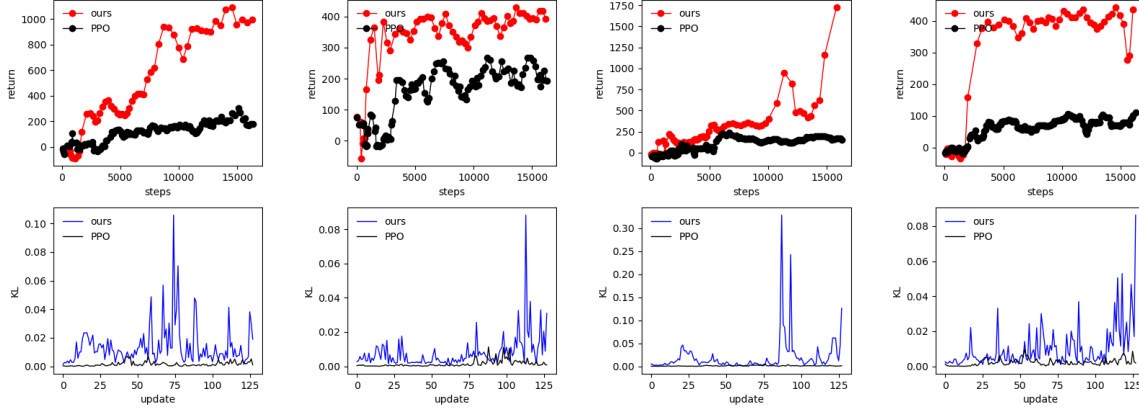 1000
800
600
400
200
0
return
ours
PPO
0 5000 10000 15000
steps
400
300
200
100
0
return
ours
PPO
0 5000 10000 15000
steps
1750
1500
1250
1000
750
500
250
0
return
ours
PPO
0 5000 10000 15000
steps
400
300
200
100
0
return
ours
PPO
0 5000 10000 15000
steps
0.10
0.08
0.06
0.04
0.02
0.00
KL
ours
PPO
0 25 50 75 100 125
update
0.08
0.06
0.04
0.02
0.00
KL
ours
PPO
0 25 50 75 100 125
update
0.30
0.25
0.20
0.15
0.10
0.05
0.00
KL
ours
PPO
0 25 50 75 100 125
update
0.08
0.06
0.04
0.02
0.00
KL
ours
PPO
0 25 50 75 100 125
update